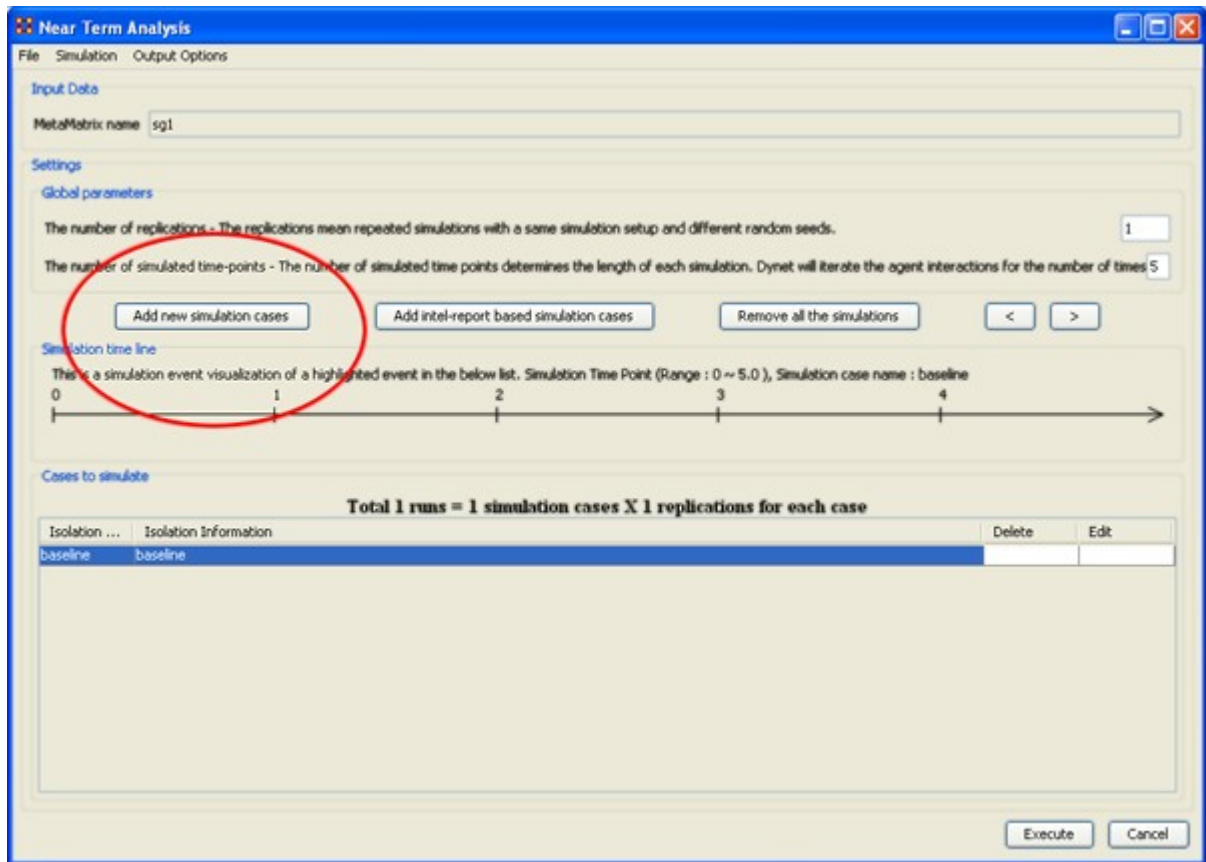 Near Term Analysis
File Simulation Output Options
Input Data
MetaMatrix name sg1
Settings
Global parameters
The number of replications - The replications mean repeated simulations with a same simulation setup and different random seeds. 1
The number of simulated time-points - The number of simulated time points determines the length of each simulation. Dynet will iterate the agent interactions for the number of times 5
Add new simulation cases Add intel-report based simulation cases Remove all the simulations < >
Simulation time line
This is a simulation event visualization of a highlighted event in the below list. Simulation Time Point (Range : 0 ~ 5.0 ), Simulation case name : baseline
0 1 2 3 4
Cases to simulate
Total 1 runs = 1 simulation cases X 1 replications for each case
Isolation ... Isolation Information Delete Edit
baseline baseline
Execute Cancel